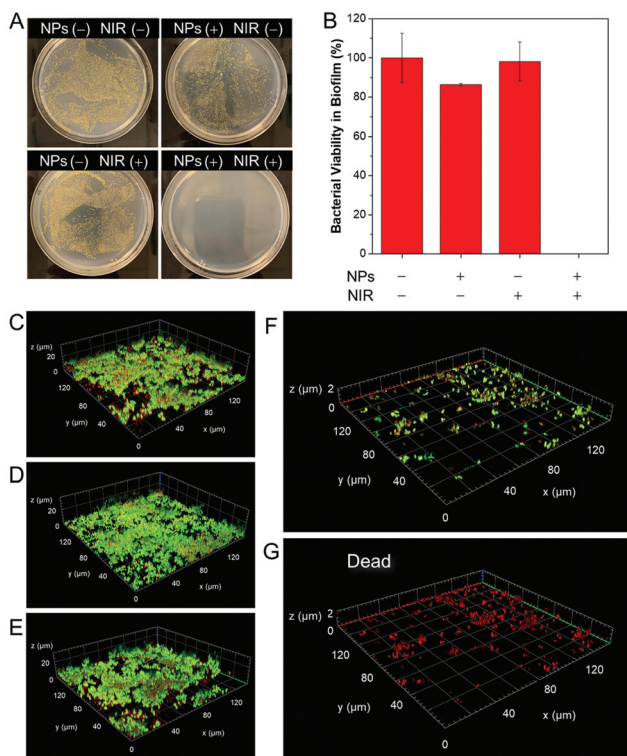 A
NPs (−) NIR (−)
NPs (+) NIR (−)
NPs (−) NIR (+)
NPs (+) NIR (+)
B
Bacterial Viability in Biofilm (%)
120
100
80
60
40
20
0
NPs − + − +
NIR − − + +
C
z (µm)
20
0
120
80
y (µm)
40
0
40
x (µm)
80
120
D
z (µm)
20
0
120
80
y (µm)
40
0
40
x (µm)
80
120
E
z (µm)
20
0
120
80
y (µm)
40
0
40
x (µm)
80
120
F
z (µm)
2
0
120
80
y (µm)
40
0
40
x (µm)
80
120
G
Dead
z (µm)
2
0
120
80
y (µm)
40
0
40
x (µm)
80
120